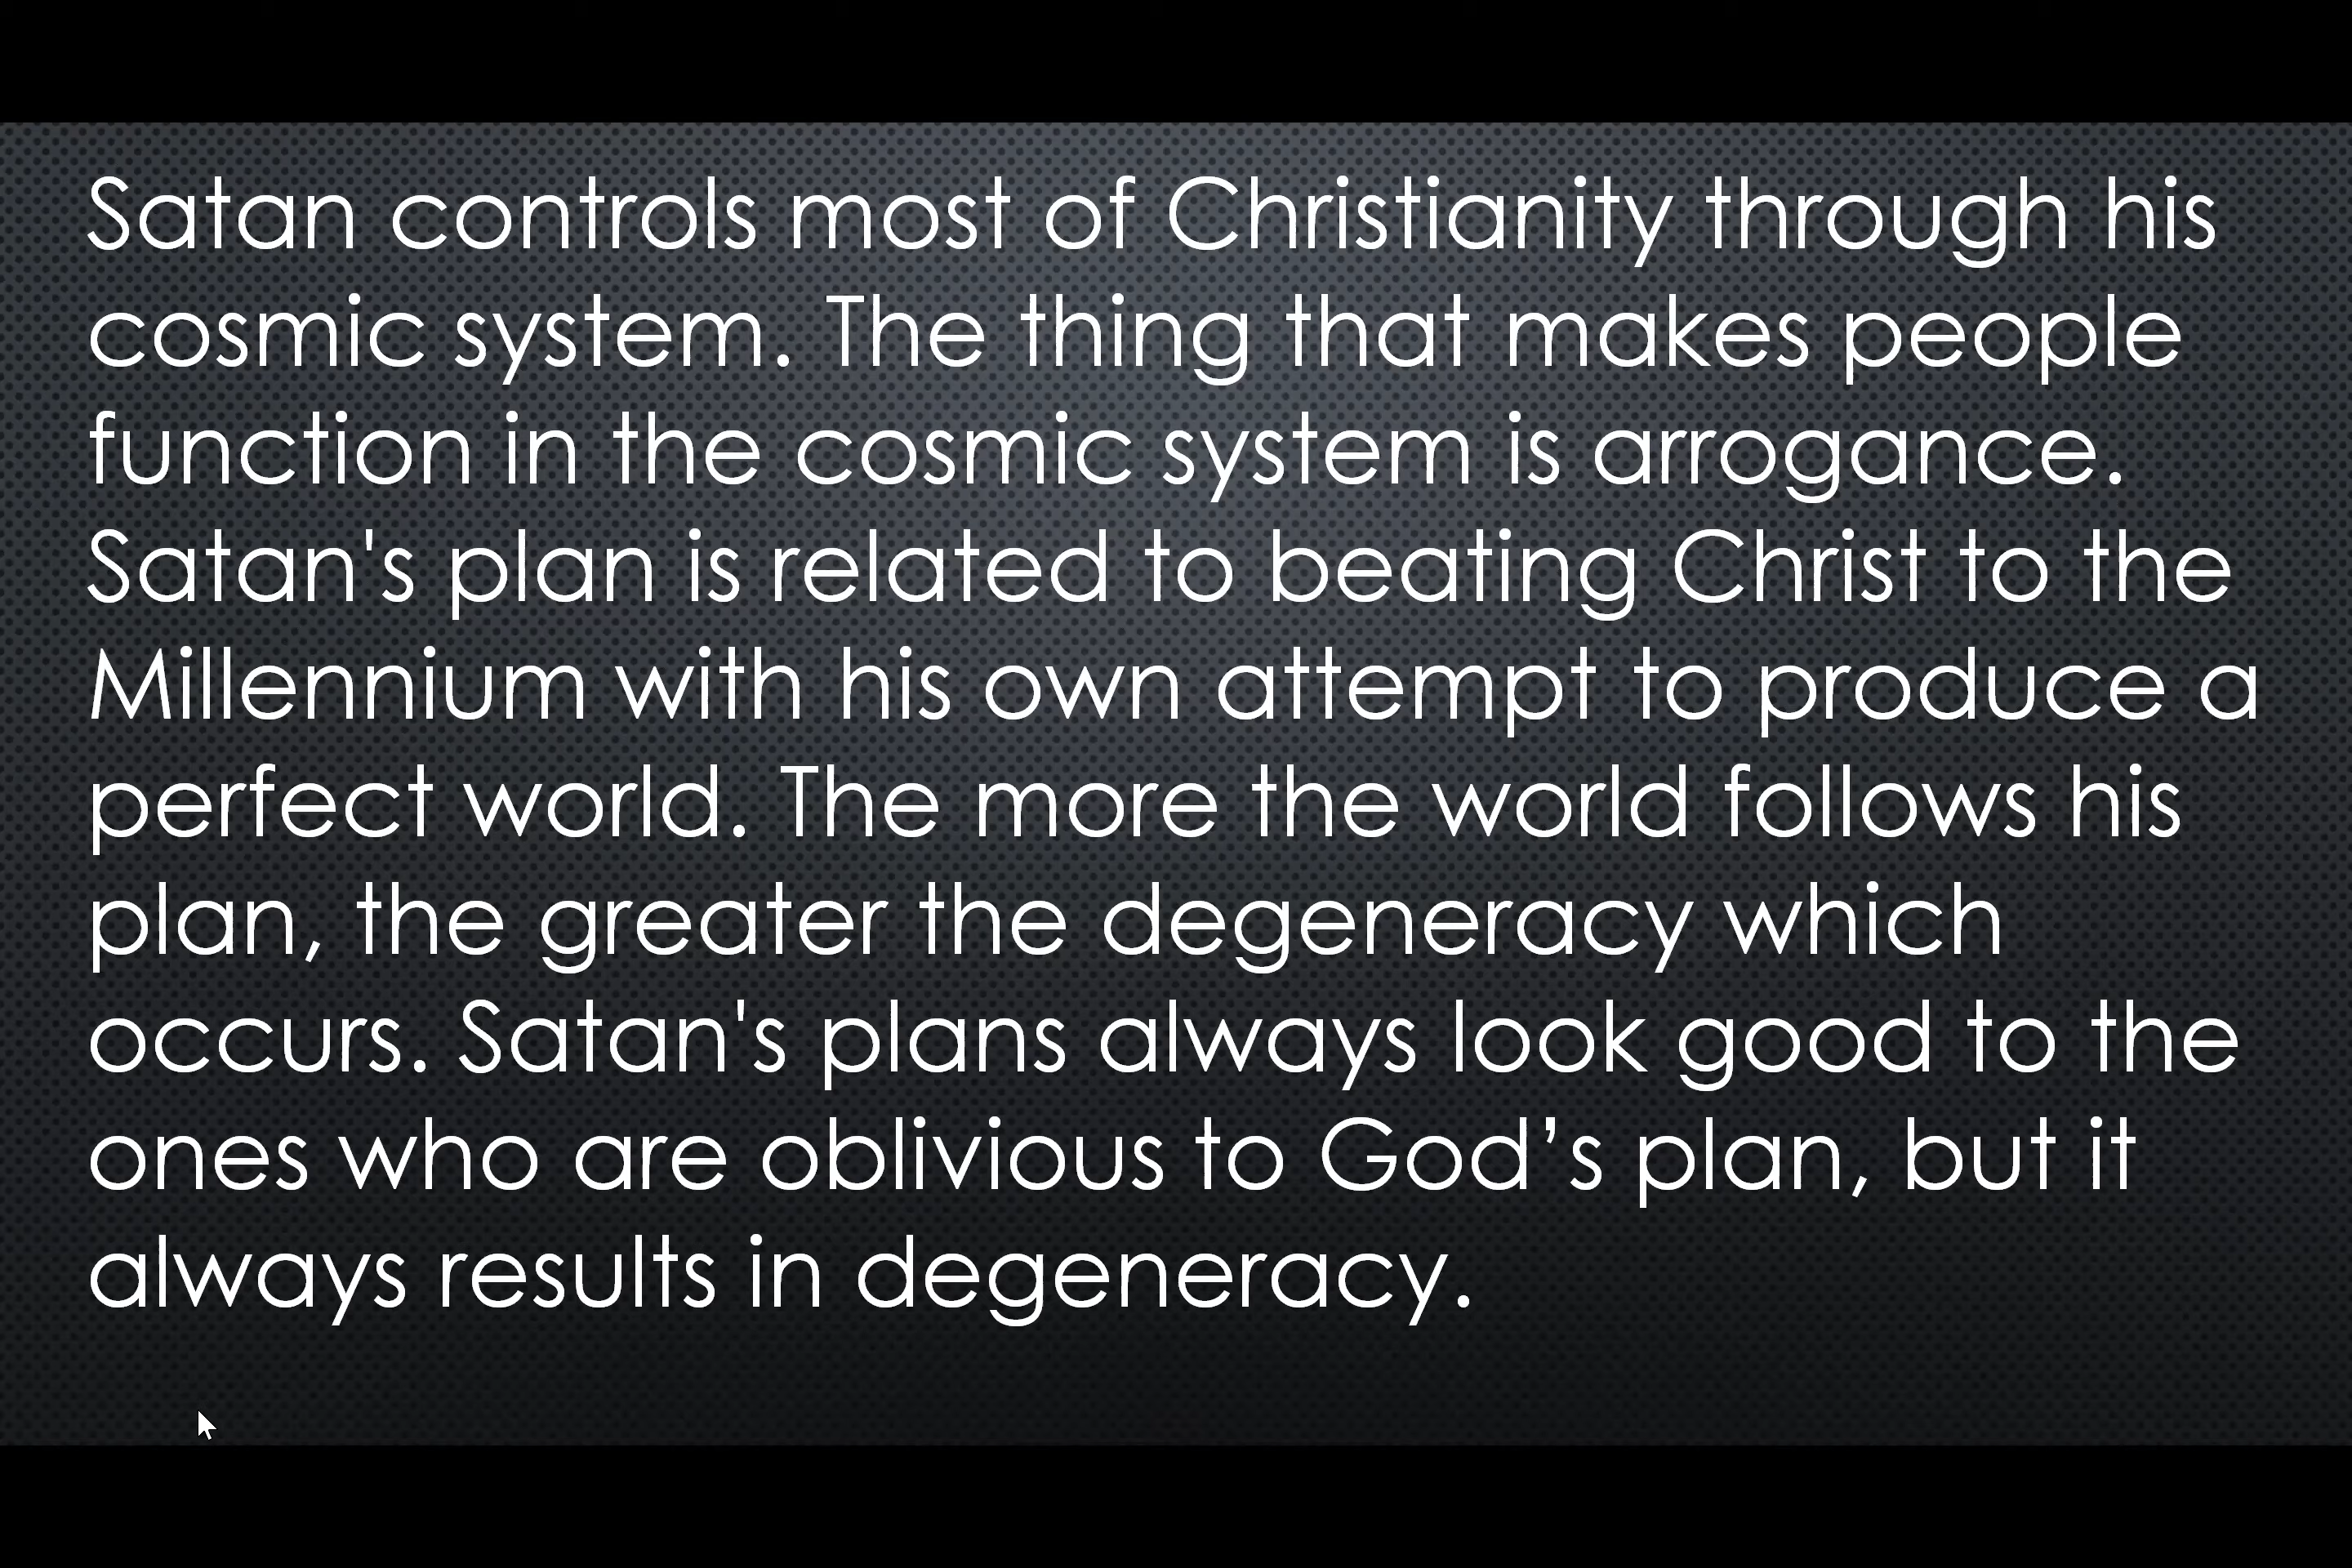 Satan controls most of Christianity through his
cosmic system. The thing that makes people
function in the cosmic system is arrogance.
Satan's plan is related to beating Christ to the
Millennium with his own attempt to produce a
perfect world. The more the world follows his
plan, the greater the degeneracy which
occurs. Satan's plans always look good to the
ones who are oblivious to God’s plan, but it
always results in degeneracy.